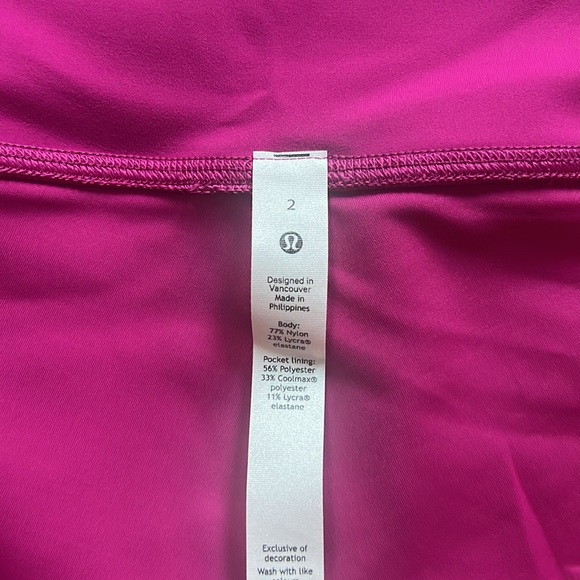 2
Designed in
Vancouver
Made in
Philippines
Body:
77% Nylon
23% Lycra®
elastane
Pocket lining:
56% Polyester
33% Coolmax®
polyester
11% Lycra®
elastane
Exclusive of
decoration
Wash with like